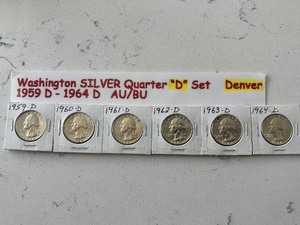 Washington SILVER Quarter "D" Set Denver
1959 D - 1964 D AU/BU
1959-D 1960-D 1961-D 1962-D 1963-D 1964-D